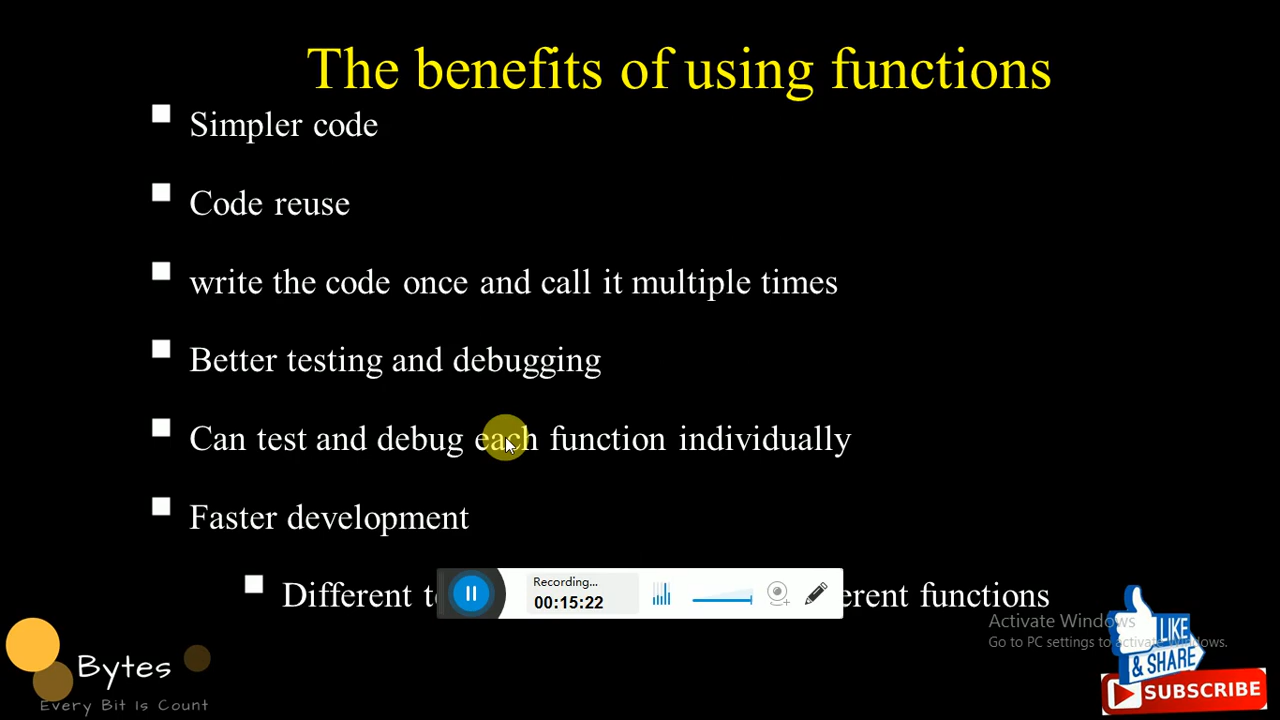 The benefits of using functions
Simpler code
Code reuse
write the code once and call it multiple times
Better testing and debugging
Can test and debug each function individually
Faster development
Different functions
Recording...
00:15:22
Activate Windows
Go to PC settings to activate Windows.
LIKE
& SHARE
SUBSCRIBE
Bytes
Every Bit Is Count